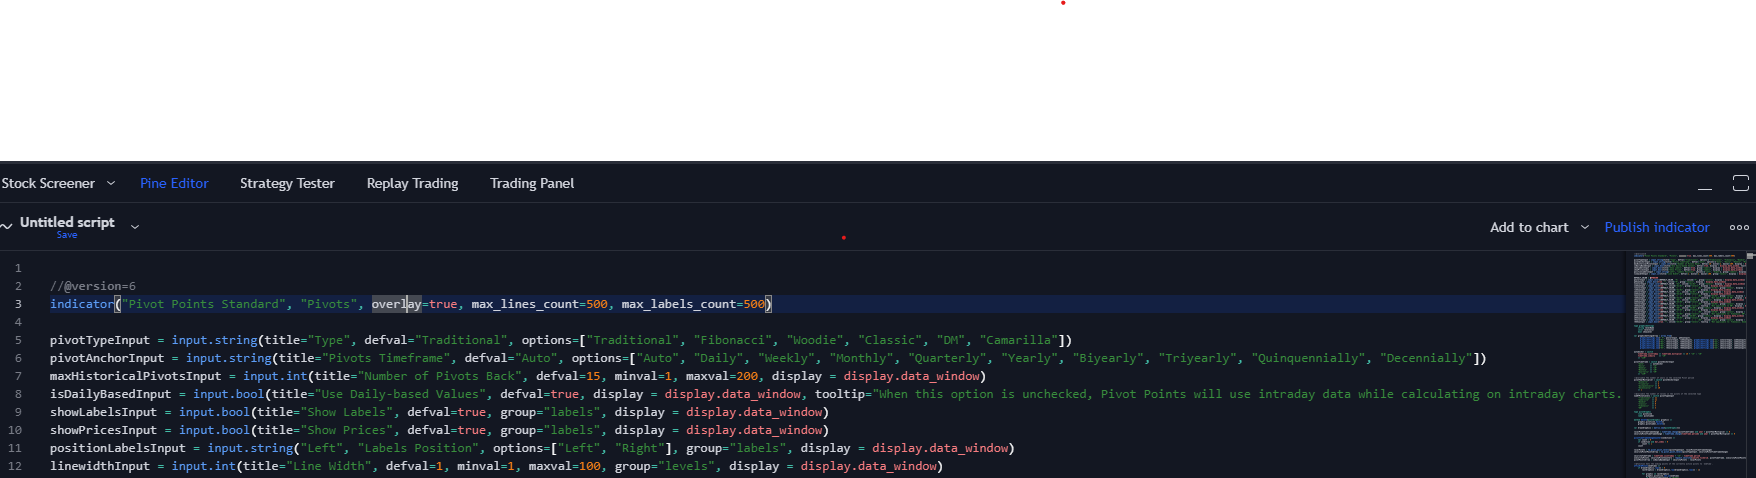 Stock Screener Pine Editor Strategy Tester Replay Trading Trading Panel
Untitled script
Save
Add to chart Publish indicator
1
2 //@version=6
3 indicator("Pivot Points Standard", "Pivots", overlay=true, max_lines_count=500, max_labels_count=500)
4
5 pivotTypeInput = input.string(title="Type", defval="Traditional", options=["Traditional", "Fibonacci", "Woodie", "Classic", "DM", "Camarilla"])
6 pivotAnchorInput = input.string(title="Pivots Timeframe", defval="Auto", options=["Auto", "Daily", "Weekly", "Monthly", "Quarterly", "Yearly", "Biyearly", "Triyearly", "Quinquennially", "Decennially"])
7 maxHistoricalPivotsInput = input.int(title="Number of Pivots Back", defval=15, minval=1, maxval=200, display = display.data_window)
8 isDailyBasedInput = input.bool(title="Use Daily-based Values", defval=true, display = display.data_window, tooltip="When this option is unchecked, Pivot Points will use intraday data while calculating on intraday charts.
9 showLabelsInput = input.bool(title="Show Labels", defval=true, group="labels", display = display.data_window)
10 showPricesInput = input.bool(title="Show Prices", defval=true, group="labels", display = display.data_window)
11 positionLabelsInput = input.string("Left", "Labels Position", options=["Left", "Right"], group="labels", display = display.data_window)
12 linewidthInput = input.int(title="Line Width", defval=1, minval=1, maxval=100, group="levels", display = display.data_window)